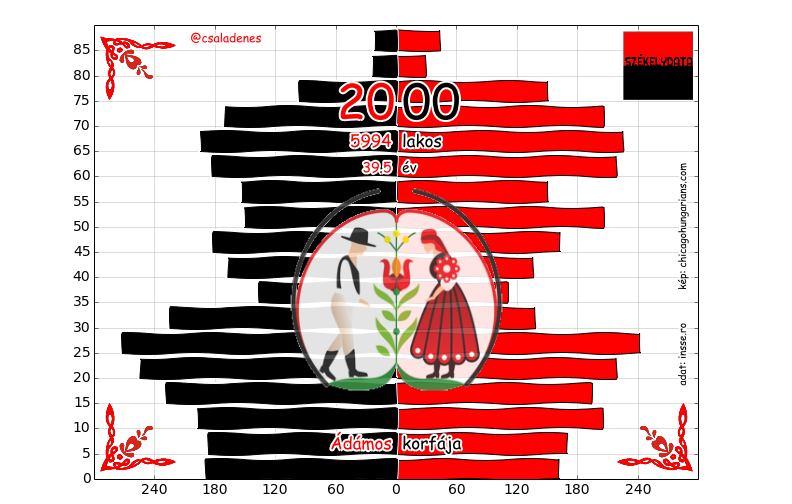 @csaladenes
SZÉKELYDATA
2000
5994 lakos
39.5 év
kép: chicagohungarians.com
adat: insse.ro
Ádámos korfája
85
80
75
70
65
60
55
50
45
40
35
30
25
20
15
10
5
0
240 180 120 60 0 60 120 180 240